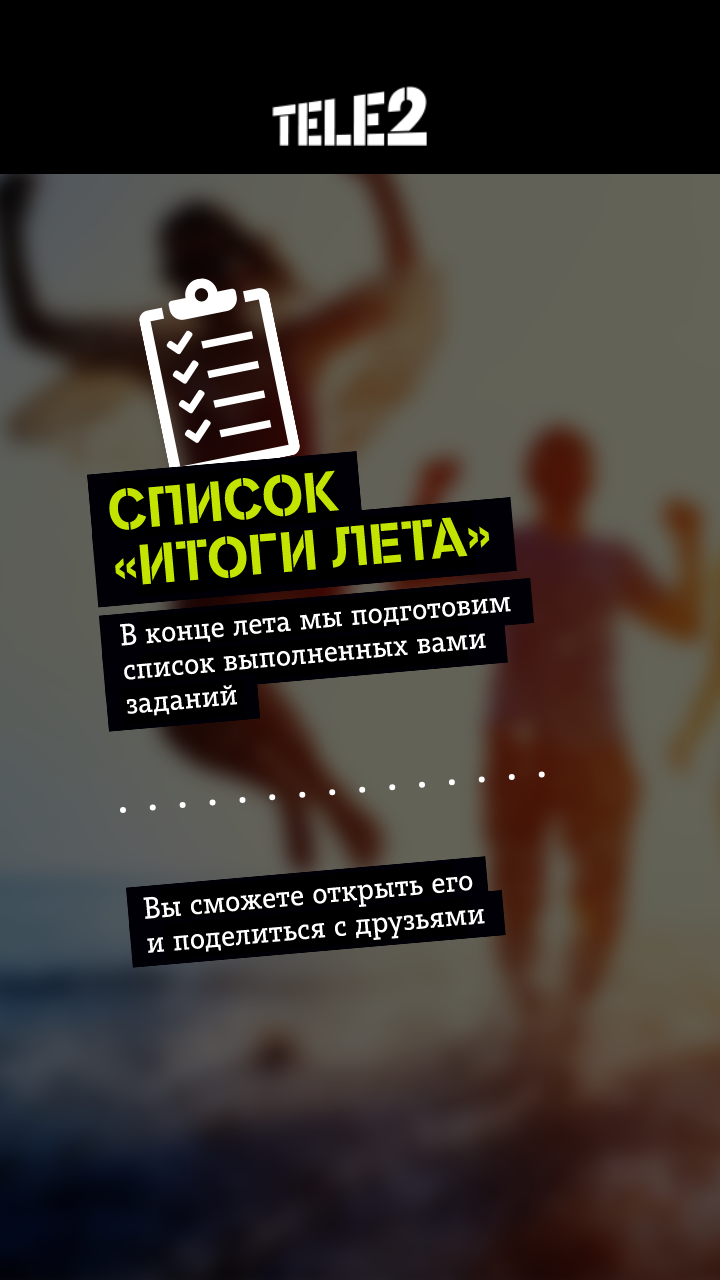 TELE2
СПИСОК
«ИТОГИ ЛЕТА»
В конце лета мы подготовим
список выполненных вами
заданий
Вы сможете открыть его
и поделиться с друзьями